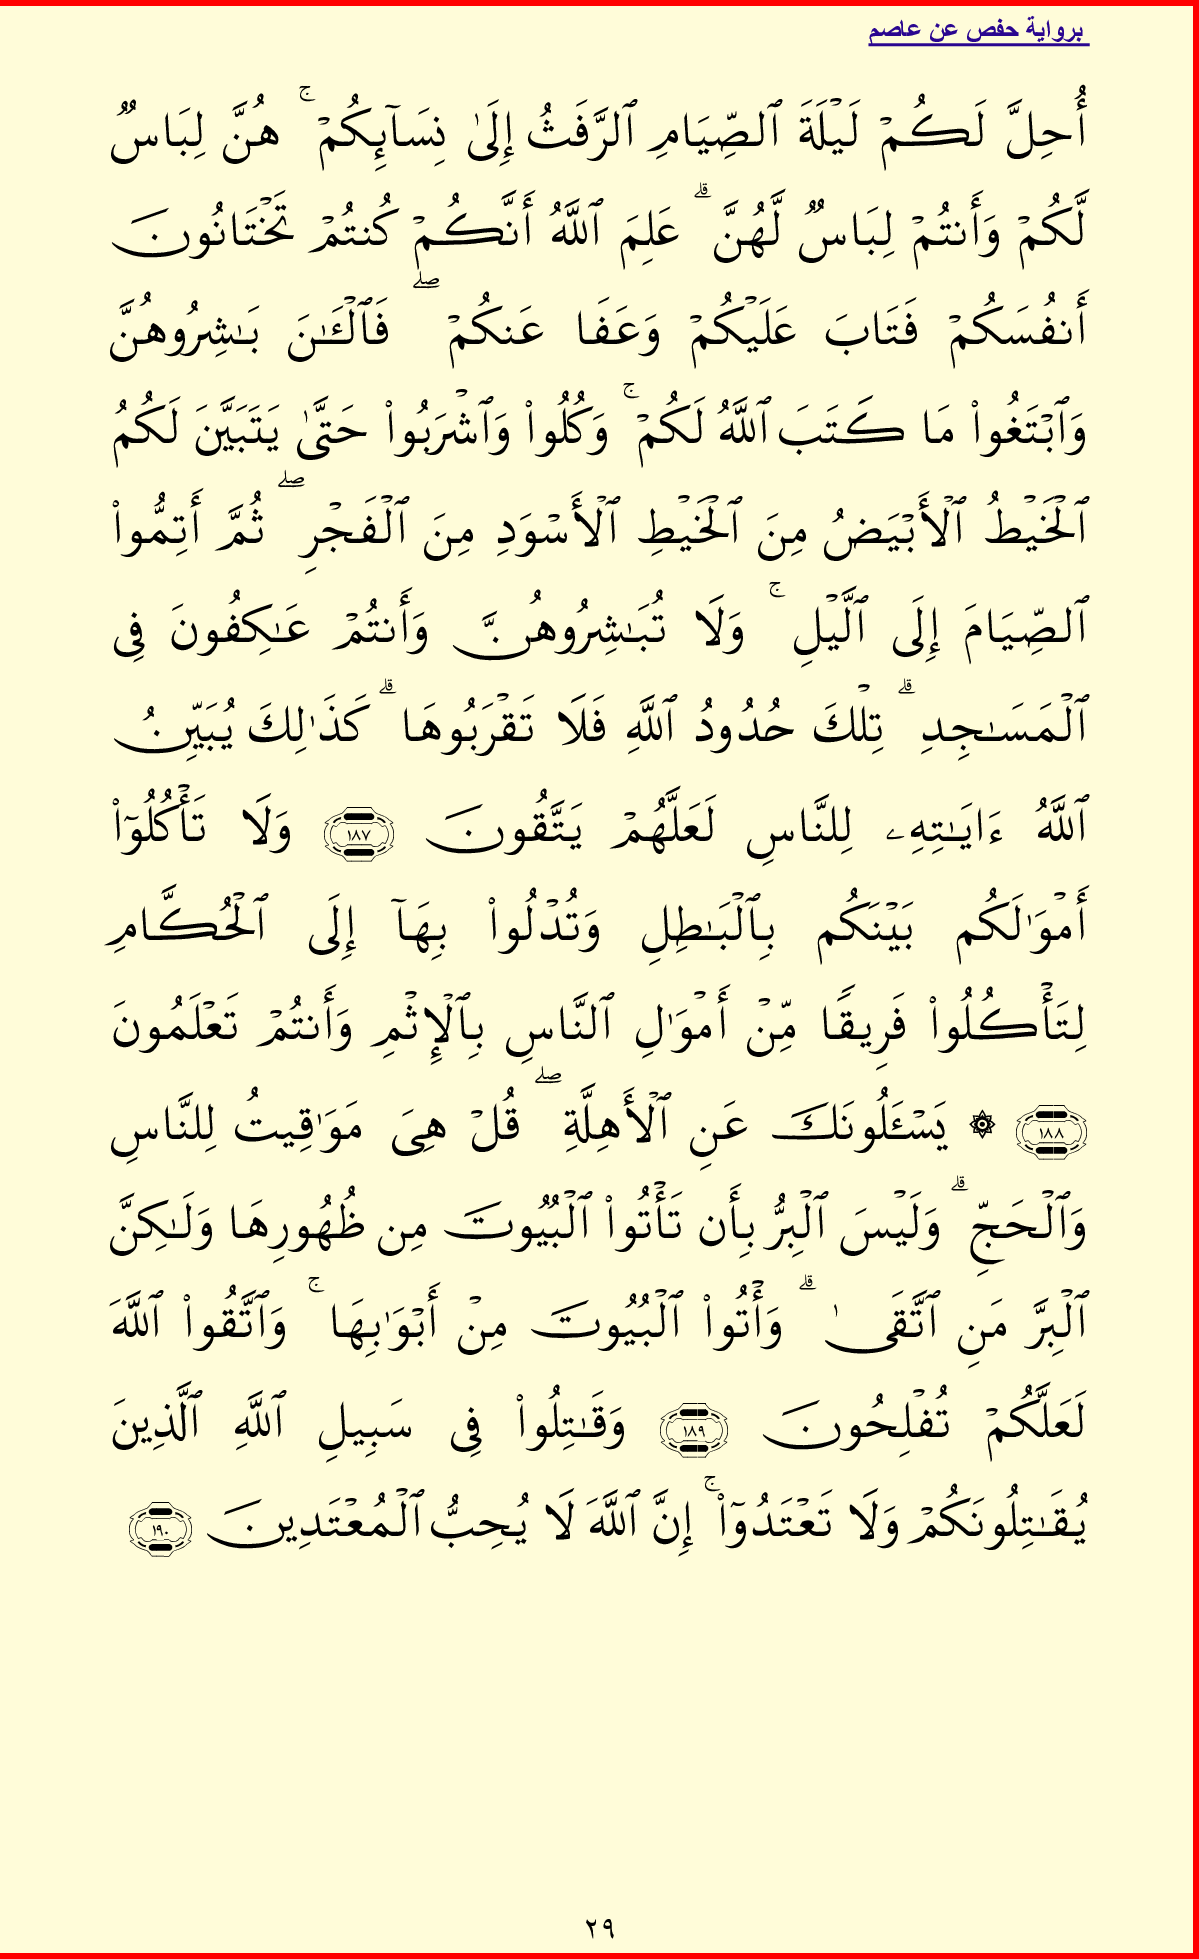 برواية حفص عن عاصم
أُحِلَّ لَكُمۡ لَيۡلَةَ ٱلصِّيَامِ ٱلرَّفَثُ إِلَىٰ نِسَآئِكُمۡۚ هُنَّ لِبَاسٌ
لَّكُمۡ وَأَنتُمۡ لِبَاسٌ لَّهُنَّۗ عَلِمَ ٱللَّهُ أَنَّكُمۡ كُنتُمۡ تَخۡتَانُونَ
أَنفُسَكُمۡ فَتَابَ عَلَيۡكُمۡ وَعَفَا عَنكُمۡۖ فَٱلۡـَٰٔنَ بَٰشِرُوهُنَّ
وَٱبۡتَغُوا۟ مَا كَتَبَ ٱللَّهُ لَكُمۡۚ وَكُلُوا۟ وَٱشۡرَبُوا۟ حَتَّىٰ يَتَبَيَّنَ لَكُمُ
ٱلۡخَيۡطُ ٱلۡأَبۡيَضُ مِنَ ٱلۡخَيۡطِ ٱلۡأَسۡوَدِ مِنَ ٱلۡفَجۡرِۖ ثُمَّ أَتِمُّوا۟
ٱلصِّيَامَ إِلَى ٱلَّيۡلِۚ وَلَا تُبَٰشِرُوهُنَّ وَأَنتُمۡ عَٰكِفُونَ فِى
ٱلۡمَسَٰجِدِۗ تِلۡكَ حُدُودُ ٱللَّهِ فَلَا تَقۡرَبُوهَاۗ كَذَٰلِكَ يُبَيِّنُ
ٱللَّهُ ءَايَٰتِهِۦ لِلنَّاسِ لَعَلَّهُمۡ يَتَّقُونَ ١٨٧ وَلَا تَأۡكُلُوٓا۟
أَمۡوَٰلَكُم بَيۡنَكُم بِٱلۡبَٰطِلِ وَتُدۡلُوا۟ بِهَآ إِلَى ٱلۡحُكَّامِ
لِتَأۡكُلُوا۟ فَرِيقًا مِّنۡ أَمۡوَٰلِ ٱلنَّاسِ بِٱلۡإِثۡمِ وَأَنتُمۡ تَعۡلَمُونَ
١٨٨ ۞ يَسۡـَٔلُونَكَ عَنِ ٱلۡأَهِلَّةِۖ قُلۡ هِىَ مَوَٰقِيتُ لِلنَّاسِ
وَٱلۡحَجِّۗ وَلَيۡسَ ٱلۡبِرُّ بِأَن تَأۡتُوا۟ ٱلۡبُيُوتَ مِن ظُهُورِهَا وَلَٰكِنَّ
ٱلۡبِرَّ مَنِ ٱتَّقَىٰۗ وَأۡتُوا۟ ٱلۡبُيُوتَ مِنۡ أَبۡوَٰبِهَاۚ وَٱتَّقُوا۟ ٱللَّهَ
لَعَلَّكُمۡ تُفۡلِحُونَ ١٨٩ وَقَٰتِلُوا۟ فِى سَبِيلِ ٱللَّهِ ٱلَّذِينَ
يُقَٰتِلُونَكُمۡ وَلَا تَعۡتَدُوٓا۟ۚ إِنَّ ٱللَّهَ لَا يُحِبُّ ٱلۡمُعۡتَدِينَ ١٩٠
٢٩